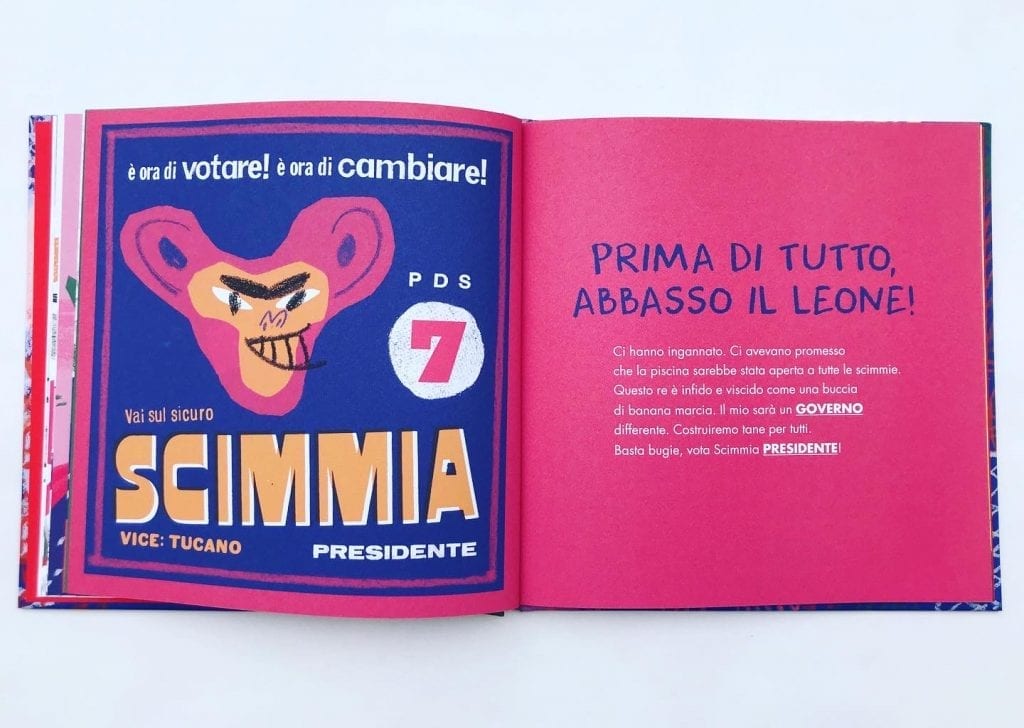 è ora di votare! è ora di cambiare!
P D S
7
Vai sul sicuro
SCIMMIA
VICE: TUCANO
PRESIDENTE
PRIMA DI TUTTO,
ABBASSO IL LEONE!
Ci hanno ingannato. Ci avevano promesso
che la piscina sarebbe stata aperta a tutte le scimmie.
Questo re è infido e viscido come una buccia
di banana marcia. Il mio sarà un GOVERNO
differente. Costruiremo tane per tutti.
Basta bugie, vota Scimmia PRESIDENTE!